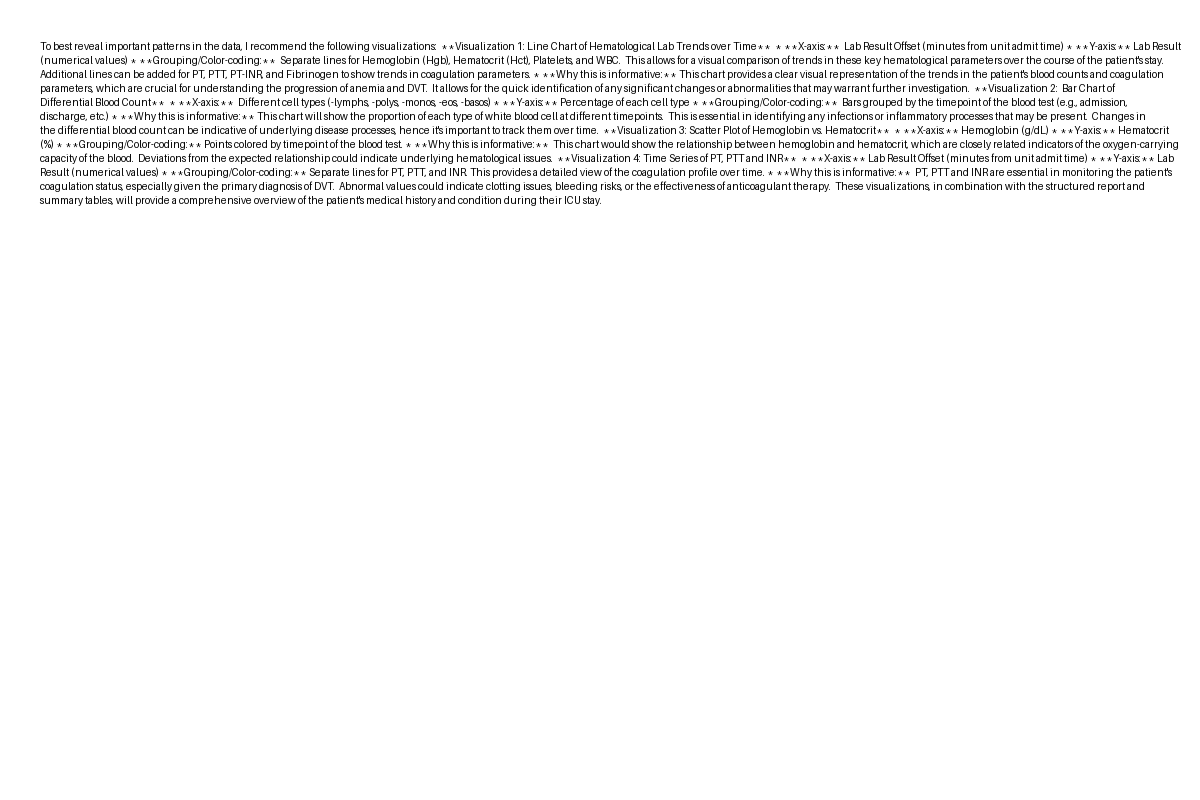 To best reveal important patterns in the data, I recommend the following visualizations:  **Visualization 1: Line Chart of Hematological Lab Trends over Time**  * **X-axis:**  Lab Result Offset (minutes from unit admit time) * **Y-axis:** Lab Result
(numerical values) * **Grouping/Color-coding:**  Separate lines for Hemoglobin (Hgb), Hematocrit (Hct), Platelets, and WBC.  This allows for a visual comparison of trends in these key hematological parameters over the course of the patient's stay.
Additional lines can be added for PT, PTT, PT-INR, and Fibrinogen to show trends in coagulation parameters. * **Why this is informative:** This chart provides a clear visual representation of the trends in the patient's blood counts and coagulation
parameters, which are crucial for understanding the progression of anemia and DVT.  It allows for the quick identification of any significant changes or abnormalities that may warrant further investigation.  **Visualization 2:  Bar Chart of
Differential Blood Count**  * **X-axis:**  Different cell types (-lymphs, -polys, -monos, -eos, -basos) * **Y-axis:** Percentage of each cell type * **Grouping/Color-coding:**  Bars grouped by the timepoint of the blood test (e.g., admission,
discharge, etc.) * **Why this is informative:** This chart will show the proportion of each type of white blood cell at different timepoints.  This is essential in identifying any infections or inflammatory processes that may be present.  Changes in
the differential blood count can be indicative of underlying disease processes, hence it's important to track them over time.  **Visualization 3: Scatter Plot of Hemoglobin vs. Hematocrit**  * **X-axis:** Hemoglobin (g/dL) * **Y-axis:** Hematocrit
(%) * **Grouping/Color-coding:** Points colored by timepoint of the blood test. * **Why this is informative:**  This chart would show the relationship between hemoglobin and hematocrit, which are closely related indicators of the oxygen-carrying
capacity of the blood.  Deviations from the expected relationship could indicate underlying hematological issues.  **Visualization 4: Time Series of PT, PTT and INR**  * **X-axis:** Lab Result Offset (minutes from unit admit time) * **Y-axis:** Lab
Result (numerical values) * **Grouping/Color-coding:** Separate lines for PT, PTT, and INR. This provides a detailed view of the coagulation profile over time. * **Why this is informative:**  PT, PTT and INR are essential in monitoring the patient's
coagulation status, especially given the primary diagnosis of DVT.  Abnormal values could indicate clotting issues, bleeding risks, or the effectiveness of anticoagulant therapy.  These visualizations, in combination with the structured report and
summary tables, will provide a comprehensive overview of the patient's medical history and condition during their ICU stay.